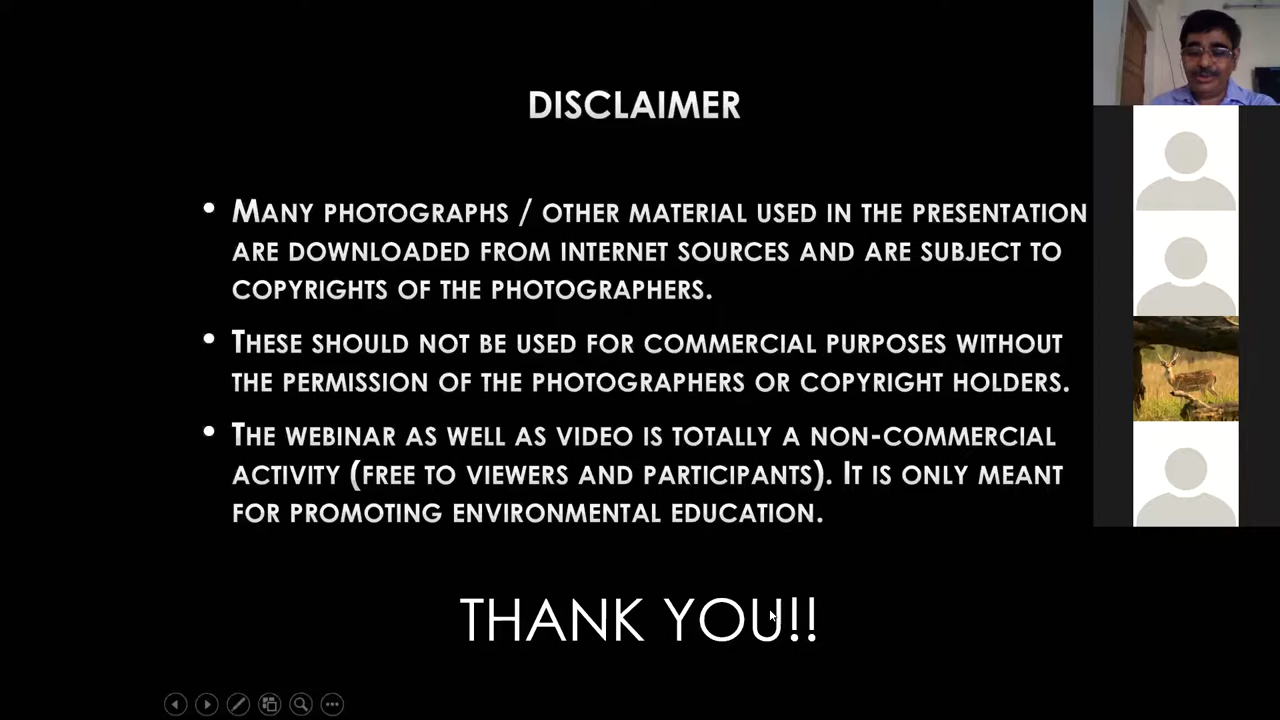 DISCLAIMER
• MANY PHOTOGRAPHS / OTHER MATERIAL USED IN THE PRESENTATION
ARE DOWNLOADED FROM INTERNET SOURCES AND ARE SUBJECT TO
COPYRIGHTS OF THE PHOTOGRAPHERS.
• THESE SHOULD NOT BE USED FOR COMMERCIAL PURPOSES WITHOUT
THE PERMISSION OF THE PHOTOGRAPHERS OR COPYRIGHT HOLDERS.
• THE WEBINAR AS WELL AS VIDEO IS TOTALLY A NON-COMMERCIAL
ACTIVITY (FREE TO VIEWERS AND PARTICIPANTS). IT IS ONLY MEANT
FOR PROMOTING ENVIRONMENTAL EDUCATION.
THANK YOU!!